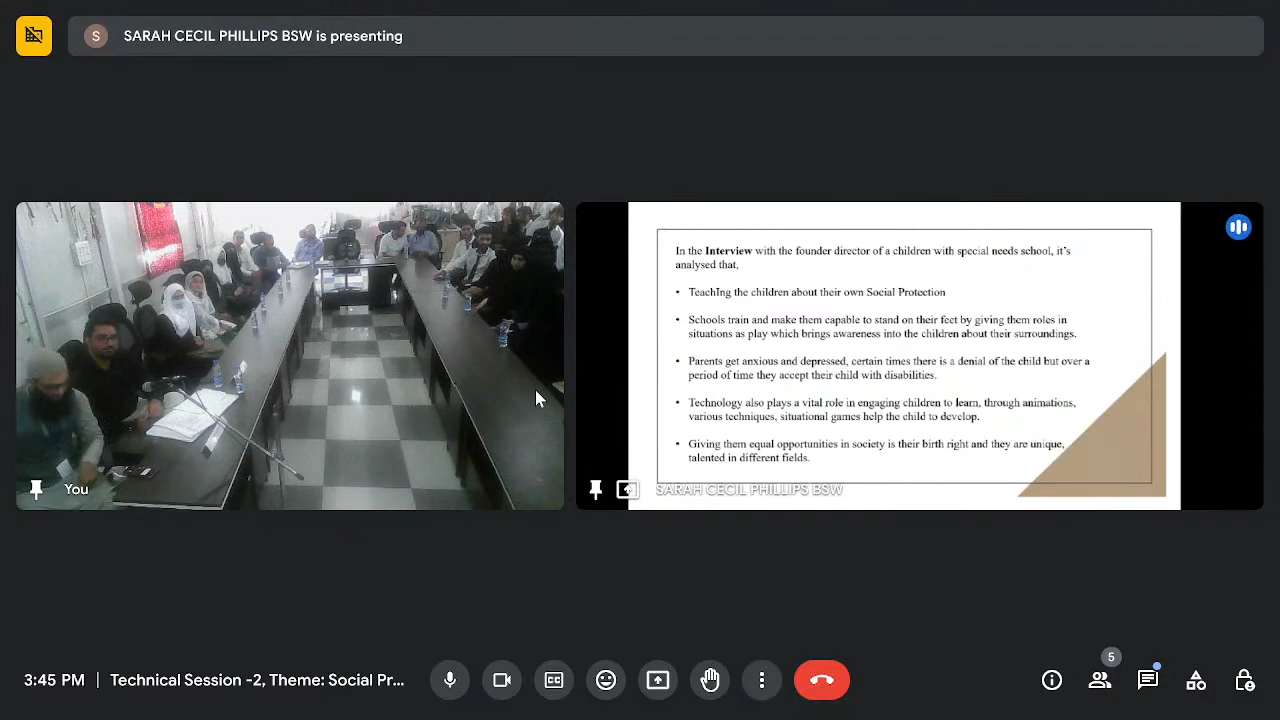 S
SARAH CECIL PHILLIPS BSW is presenting
In the Interview with the founder director of a children with special needs school, it's
analysed that,
• TeachIng the children about their own Social Protection
• Schools train and make them capable to stand on their feet by giving them roles in
situations as play which brings awareness into the children about their surroundings.
• Parents get anxious and depressed, certain times there is a denial of the child but over a
period of time they accept their child with disabilities.
• Technology also plays a vital role in engaging children to learn, through animations,
various techniques, situational games help the child to develop.
• Giving them equal opportunities in society is their birth right and they are unique,
talented in different fields.
You
SARAH CECIL PHILLIPS BSW
5
3:45 PM | Technical Session -2, Theme: Social Pr...